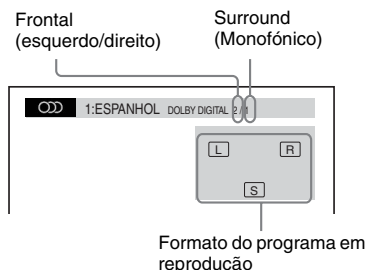 Frontal
(esquerdo/direito)
Surround
(Monofónico)
1:ESPANHOL DOLBY DIGITAL 2 / 1
L R
S
Formato do programa em
reprodução